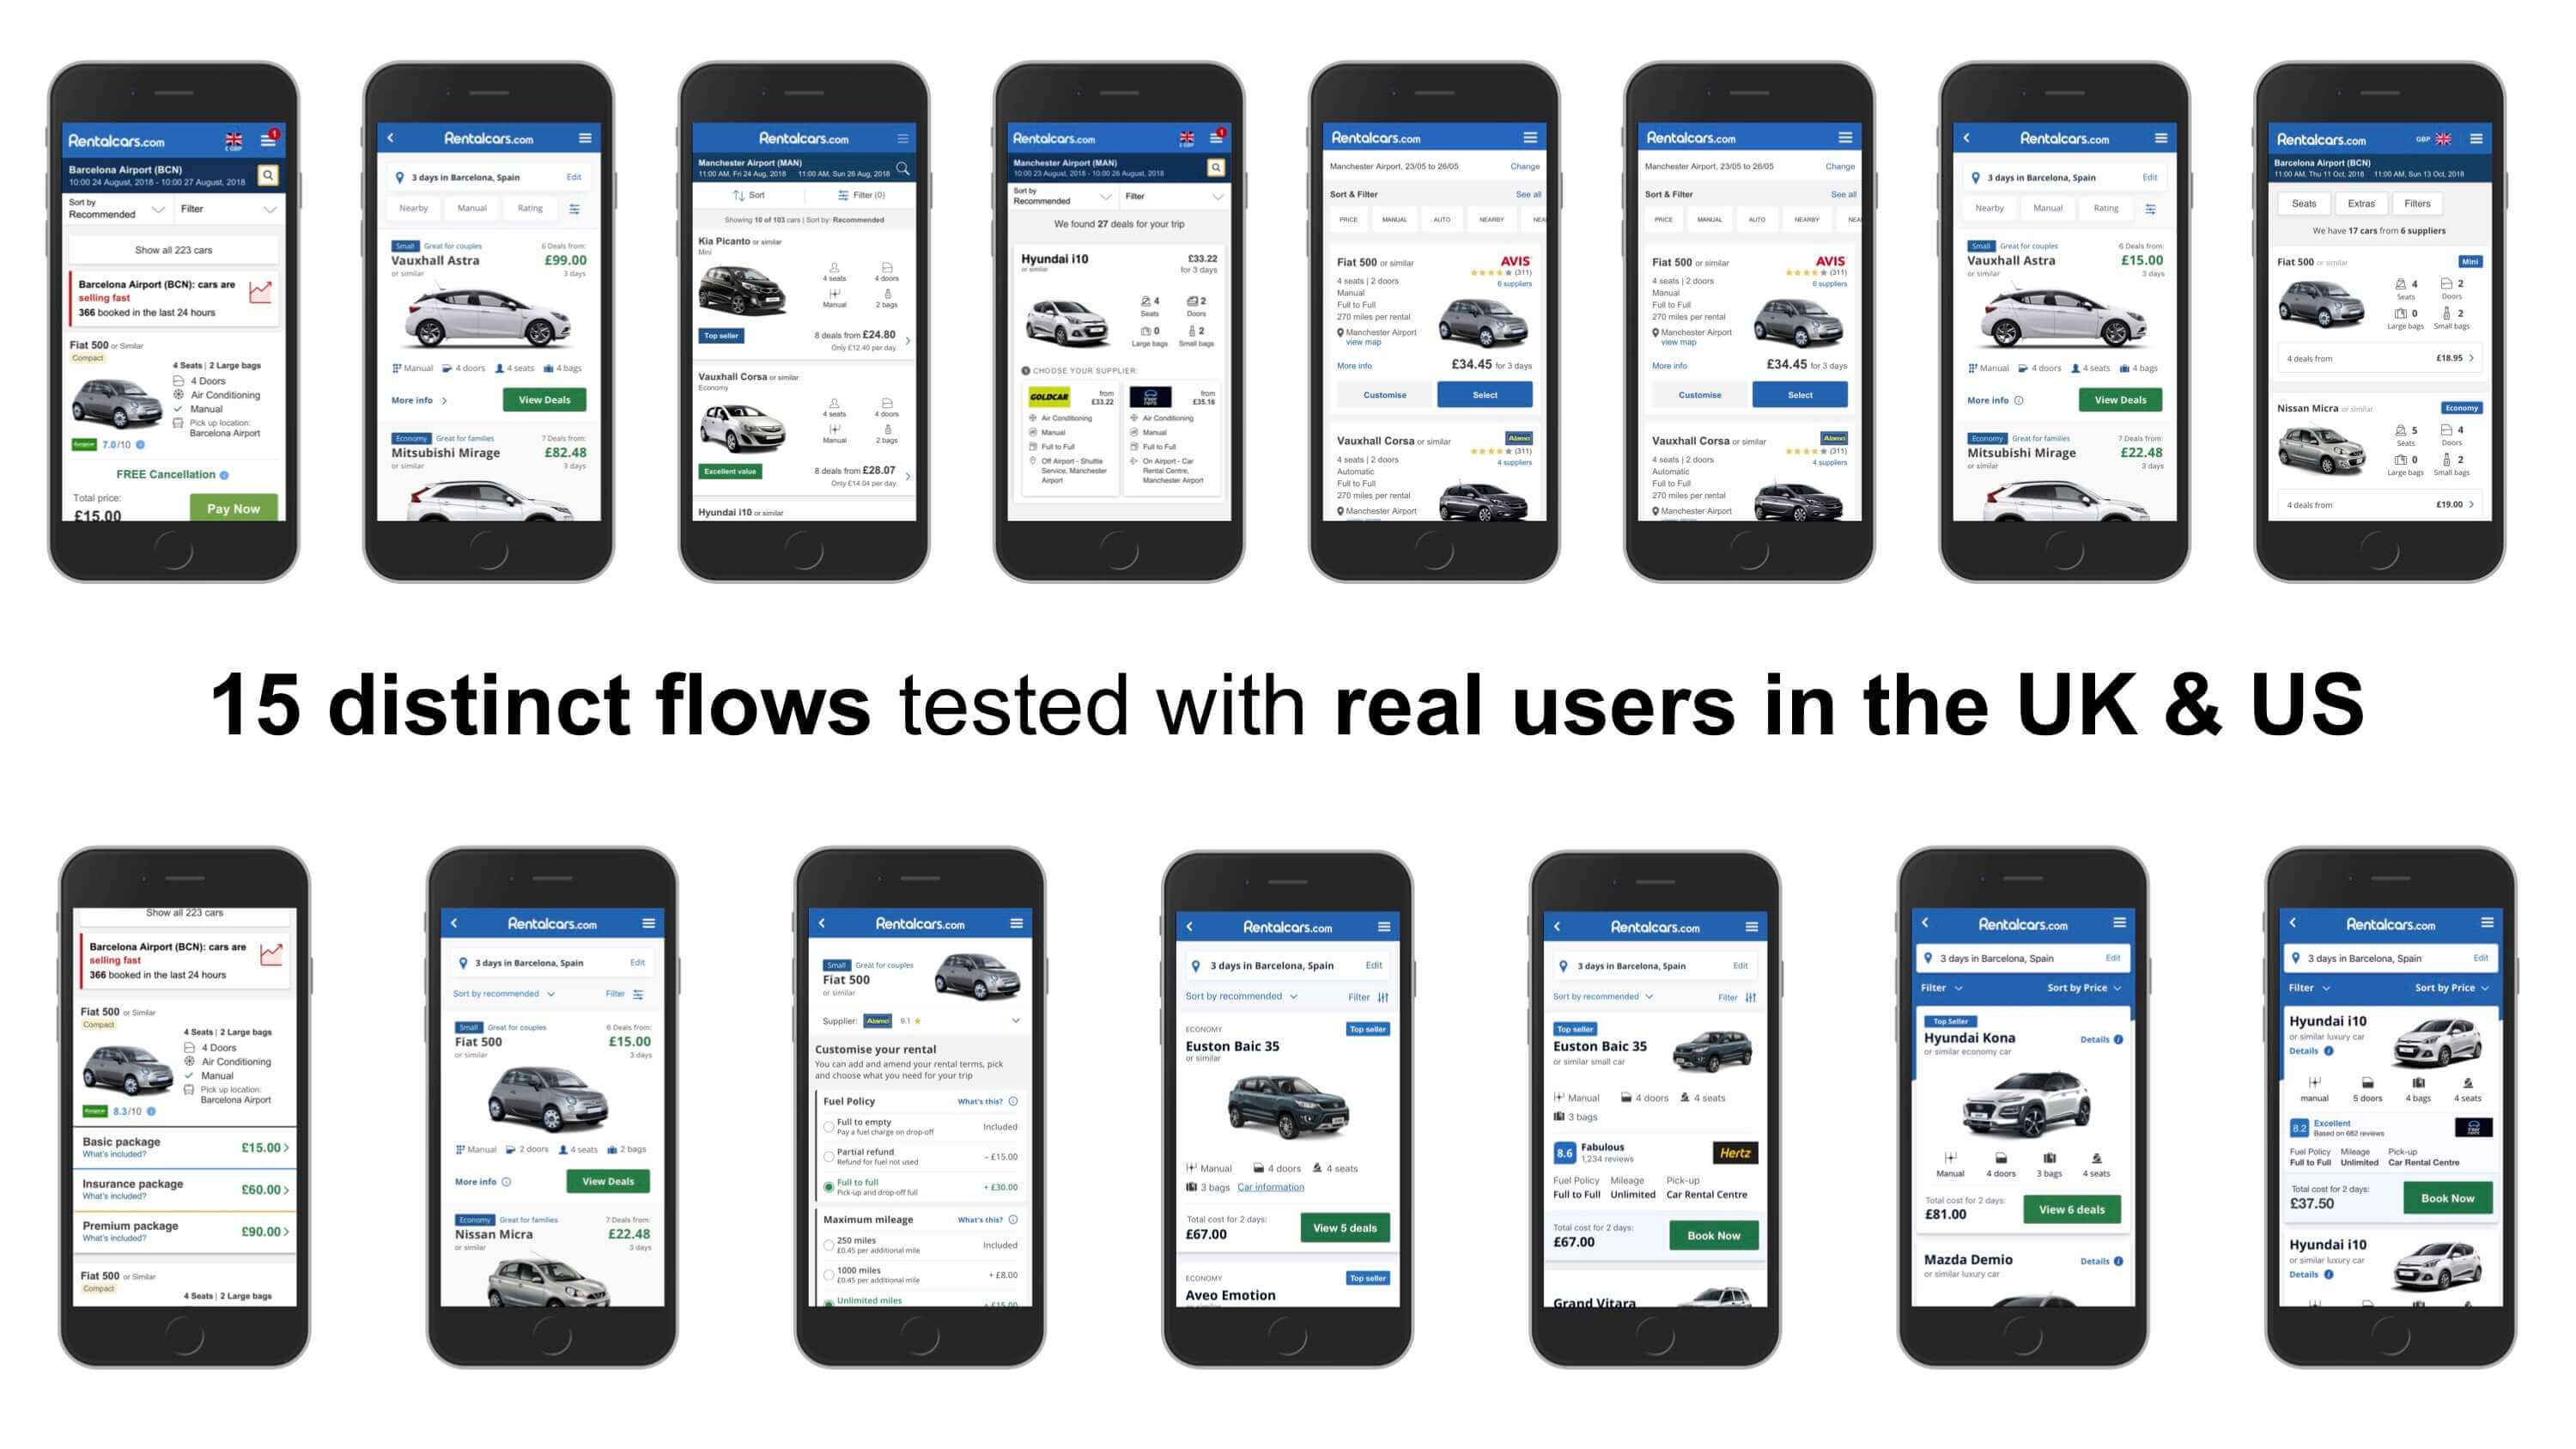 Rentalcars.com
£ GBP
1
Barcelona Airport (BCN)
10:00 24 August, 2018 - 10:00 27 August, 2018
Sort by
Recommended
Filter
Show all 223 cars
Barcelona Airport (BCN): cars are
selling fast
366 booked in the last 24 hours
Fiat 500 or Similar
Compact
4 Seats | 2 Large bags
4 Doors
Air Conditioning
Manual
Pick up location:
Barcelona Airport
7.0/10
FREE Cancellation
Total price:
£15.00
Pay Now
Rentalcars.com
3 days in Barcelona, Spain
Edit
Nearby
Manual
Rating
Small Great for couples
6 Deals from:
Vauxhall Astra
£99.00
or similar
3 days
Manual 4 doors 4 seats 4 bags
More info
View Deals
Economy Great for families
7 Deals from:
Mitsubishi Mirage
£82.48
or similar
3 days
Rentalcars.com
Manchester Airport (MAN)
11:00 AM, Fri 24 Aug, 2018 11:00 AM, Sun 26 Aug, 2018
Sort
Filter (0)
Showing 10 of 103 cars | Sort by: Recommended
Kia Picanto or similar
Mini
4 seats 4 doors
Manual 2 bags
Top seller
8 deals from £24.80
Only £12.40 per day
Vauxhall Corsa or similar
Economy
4 seats 4 doors
Manual 2 bags
Excellent value
8 deals from £28.07
Only £14.04 per day
Hyundai i10 or similar
Rentalcars.com
£ GBP
1
Manchester Airport (MAN)
10:00 23 August, 2018 - 10:00 26 August, 2018
Sort by
Recommended
Filter
We found 27 deals for your trip
Hyundai i10
£33.22
or similar
for 3 days
4 2
Seats Doors
0 2
Large bags Small bags
CHOOSE YOUR SUPPLIER:
GOLDCAR
from
£33.22
Air Conditioning
Manual
Full to Full
Off Airport - Shuttle
Service, Manchester
Airport
from
£35.16
Air Conditioning
Manual
Full to Full
On Airport - Car
Rental Centre,
Manchester Airport
Rentalcars.com
Manchester Airport, 23/05 to 26/05
Change
Sort & Filter
See all
PRICE MANUAL AUTO NEARBY NEA
Fiat 500 or similar
AVIS
(311)
6 suppliers
4 seats | 2 doors
Manual
Full to Full
270 miles per rental
Manchester Airport
view map
More info
£34.45 for 3 days
Customise
Select
Vauxhall Corsa or similar
Alamo
(311)
4 suppliers
4 seats | 2 doors
Automatic
Full to Full
270 miles per rental
Manchester Airport
Rentalcars.com
Manchester Airport, 23/05 to 26/05
Change
Sort & Filter
See all
PRICE MANUAL AUTO NEARBY NEA
Fiat 500 or similar
AVIS
(311)
6 suppliers
4 seats | 2 doors
Manual
Full to Full
270 miles per rental
Manchester Airport
view map
More info
£34.45 for 3 days
Customise
Select
Vauxhall Corsa or similar
Alamo
(311)
4 suppliers
4 seats | 2 doors
Automatic
Full to Full
270 miles per rental
Manchester Airport
Rentalcars.com
3 days in Barcelona, Spain
Edit
Nearby
Manual
Rating
Small Great for couples
6 Deals from:
Vauxhall Astra
£15.00
or similar
3 days
Manual 4 doors 4 seats 4 bags
More info
View Deals
Economy Great for families
7 Deals from:
Mitsubishi Mirage
£22.48
or similar
3 days
Rentalcars.com
GBP
Barcelona Airport (BCN)
11:00 AM, Thu 11 Oct, 2018 11:00 AM, Sun 13 Oct, 2018
Seats
Extras
Filters
We have 17 cars from 6 suppliers
Fiat 500 or similar
Mini
4 2
Seats Doors
0 2
Large bags Small bags
4 deals from
£18.95
Nissan Micra or similar
Economy
5 4
Seats Doors
0 2
Large bags Small bags
4 deals from
£19.00
15 distinct flows tested with real users in the UK & US
Show all 223 cars
Barcelona Airport (BCN): cars are
selling fast
366 booked in the last 24 hours
Fiat 500 or Similar
Compact
4 Seats | 2 Large bags
4 Doors
Air Conditioning
Manual
Pick up location:
Barcelona Airport
8.3/10
Basic package
What's included?
£15.00
Insurance package
What's included?
£60.00
Premium package
What's included?
£90.00
Fiat 500 or Similar
Compact
4 Seats | 2 Large bags
Rentalcars.com
3 days in Barcelona, Spain
Edit
Sort by recommended
Filter
Small Great for couples
6 Deals from:
Fiat 500
£15.00
or similar
3 days
Manual 2 doors 4 seats 2 bags
More info
View Deals
Economy Great for families
7 Deals from:
Nissan Micra
£22.48
or similar
3 days
Rentalcars.com
Small Great for couples
Fiat 500
or similar
Supplier: Alamo 9.1
Customise your rental
You can add and amend your rental terms, pick
and choose what you need for your trip
Fuel Policy
What's this?
Full to empty
Pay a fuel charge on drop-off
Included
Partial refund
Refund for fuel not used
- £15.00
Full to full
Pick-up and drop-off full
+ £30.00
Maximum mileage
What's this?
250 miles
£0.45 per additional mile
Included
1000 miles
£0.45 per additional mile
+ £8.00
Unlimited miles
+ £15.00
Rentalcars.com
3 days in Barcelona, Spain
Edit
Sort by recommended
Filter
ECONOMY
Top seller
Euston Baic 35
or similar
Manual 4 doors 4 seats
3 bags Car information
Total cost for 2 days:
£67.00
View 5 deals
ECONOMY
Top seller
Aveo Emotion
Rentalcars.com
3 days in Barcelona, Spain
Edit
Sort by recommended
Filter
Top seller
Euston Baic 35
or similar small car
Manual 4 doors 4 seats
3 bags
8.6
Fabulous
1,234 reviews
Hertz
Fuel Policy Mileage Pick-up
Full to Full Unlimited Car Rental Centre
Total cost for 2 days:
£67.00
Book Now
Grand Vitara
Rentalcars.com
3 days in Barcelona, Spain
Edit
Filter
Sort by Price
Top Seller
Hyundai Kona
Details
or similar economy car
Manual 4 doors 3 bags 4 seats
Total cost for 2 days:
£81.00
View 6 deals
Mazda Demio
Details
or similar luxury car
Rentalcars.com
3 days in Barcelona, Spain
Edit
Filter
Sort by Price
Hyundai i10
or similar luxury car
Details
manual 5 doors 4 bags 4 seats
8.2
Excellent
Based on 682 reviews
Fuel Policy Mileage Pick-up
Full to Full Unlimited Car Rental Centre
Total cost for 2 days:
£37.50
Book Now
Hyundai i10
or similar luxury car
Details